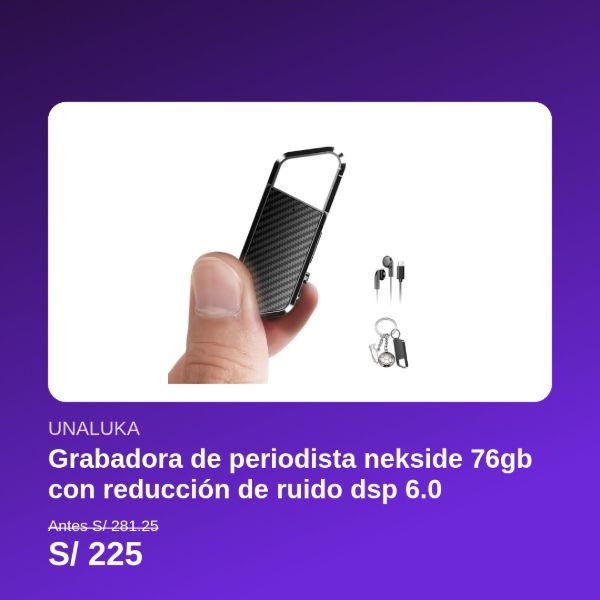 UNALUKA
Grabadora de periodista nekside 76gb
con reducción de ruido dsp 6.0
Antes S/ 281.25
S/ 225